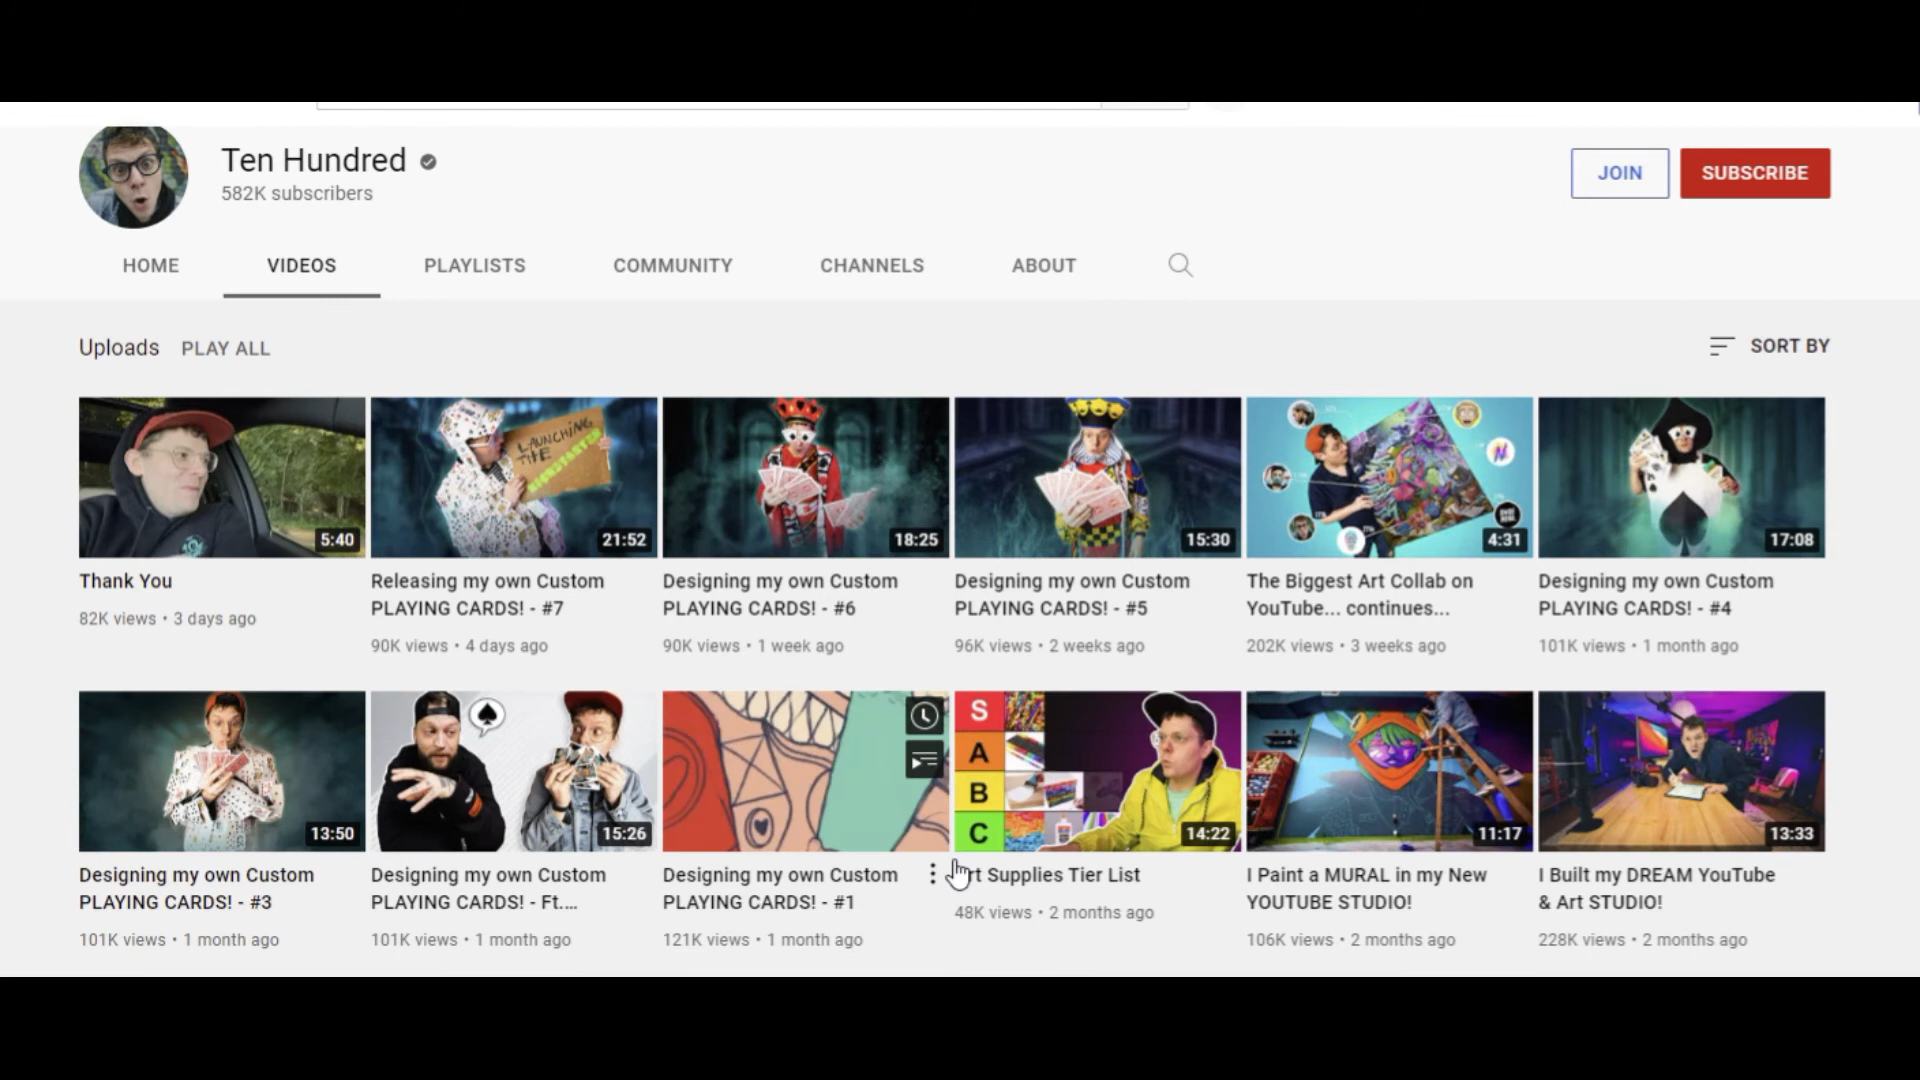 Ten Hundred
582K subscribers
JOIN
SUBSCRIBE
HOME
VIDEOS
PLAYLISTS
COMMUNITY
CHANNELS
ABOUT
Uploads
PLAY ALL
SORT BY
5:40
LAUNCHING
THE
KICKSTARTER
21:52
18:25
15:30
4:31
17:08
Thank You
82K views • 3 days ago
Releasing my own Custom
PLAYING CARDS! - #7
90K views • 4 days ago
Designing my own Custom
PLAYING CARDS! - #6
90K views • 1 week ago
Designing my own Custom
PLAYING CARDS! - #5
96K views • 2 weeks ago
The Biggest Art Collab on
YouTube... continues...
202K views • 3 weeks ago
Designing my own Custom
PLAYING CARDS! - #4
101K views • 1 month ago
13:50
15:26
S
A
B
C
14:22
11:17
13:33
Designing my own Custom
PLAYING CARDS! - #3
101K views • 1 month ago
Designing my own Custom
PLAYING CARDS! - Ft....
101K views • 1 month ago
Designing my own Custom
PLAYING CARDS! - #1
121K views • 1 month ago
rt Supplies Tier List
48K views • 2 months ago
I Paint a MURAL in my New
YOUTUBE STUDIO!
106K views • 2 months ago
I Built my DREAM YouTube
& Art STUDIO!
228K views • 2 months ago